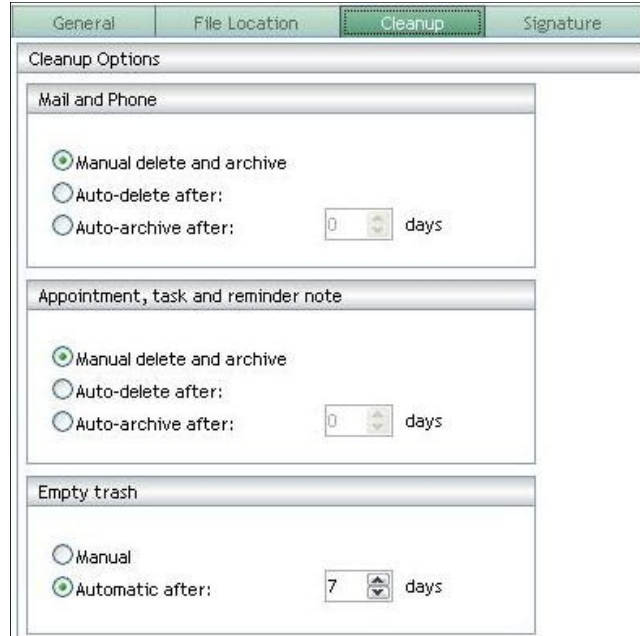 General File Location Cleanup Signature
Cleanup Options
Mail and Phone
Manual delete and archive
Auto-delete after:
Auto-archive after: 0 days
Appointment, task and reminder note
Manual delete and archive
Auto-delete after:
Auto-archive after: 0 days
Empty trash
Manual
Automatic after: 7 days